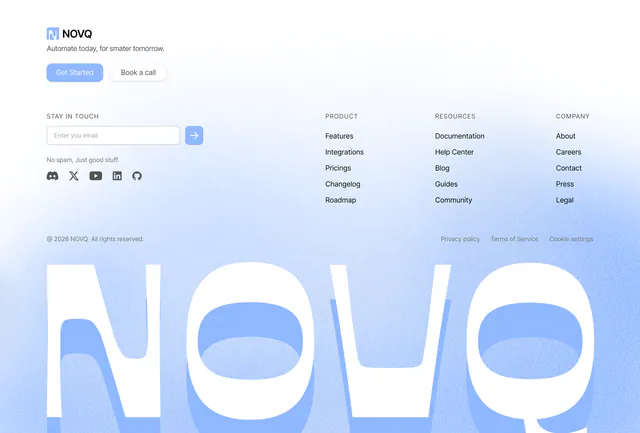 NOVQ
Automate today, for smater tomorrow.
Get Started
Book a call
STAY IN TOUCH
Enter you email
No spam, Just good stuff.
PRODUCT
Features
Integrations
Pricings
Changelog
Roadmap
RESOURCES
Documentation
Help Center
Blog
Guides
Community
COMPANY
About
Careers
Contact
Press
Legal
@ 2026 NOVQ. All rights reserved.
Privacy policy
Terms of Service
Cookie settings
NOVQ